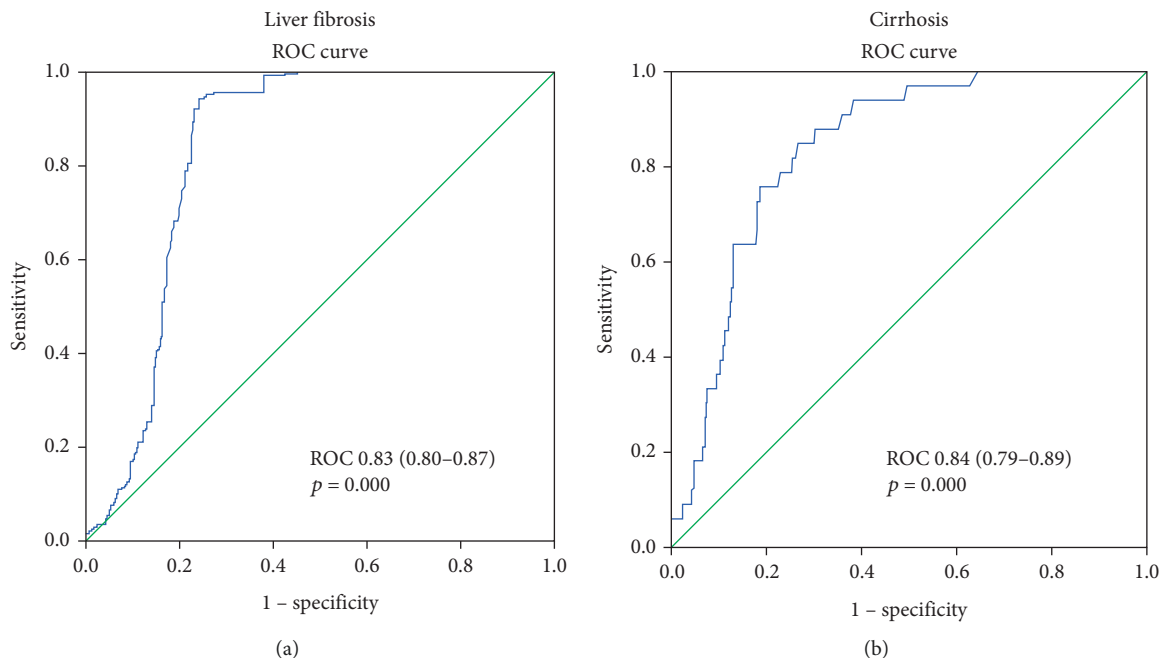 Liver fibrosis
ROC curve
1.0
0.8
0.6
0.4
0.2
0.0
Sensitivity
ROC 0.83 (0.80–0.87)
p = 0.000
0.0 0.2 0.4 0.6 0.8 1.0
1 – specificity
(a)
Cirrhosis
ROC curve
1.0
0.8
0.6
0.4
0.2
0.0
Sensitivity
ROC 0.84 (0.79–0.89)
p = 0.000
0.0 0.2 0.4 0.6 0.8 1.0
1 – specificity
(b)